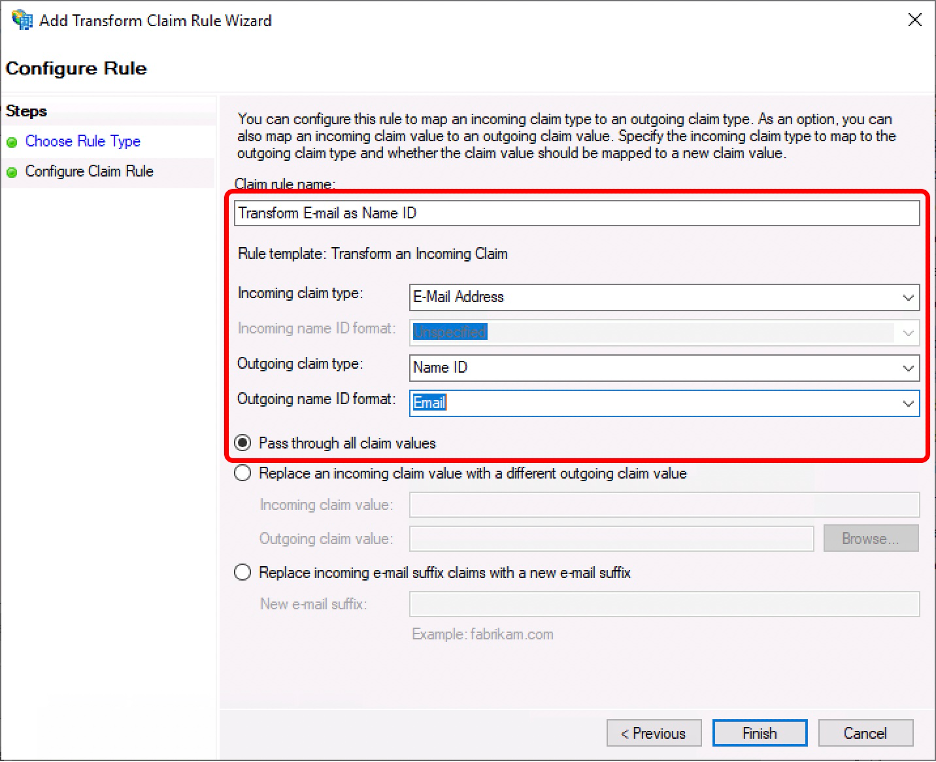 Add Transform Claim Rule Wizard
Configure Rule
Steps
Choose Rule Type
Configure Claim Rule
You can configure this rule to map an incoming claim type to an outgoing claim type. As an option, you can
also map an incoming claim value to an outgoing claim value. Specify the incoming claim type to map to the
outgoing claim type and whether the claim value should be mapped to a new claim value.
Claim rule name:
Transform E-mail as Name ID
Rule template: Transform an Incoming Claim
Incoming claim type: E-Mail Address
Incoming name ID format: Unspecified
Outgoing claim type: Name ID
Outgoing name ID format: Email
Pass through all claim values
Replace an incoming claim value with a different outgoing claim value
Incoming claim value:
Outgoing claim value: Browse...
Replace incoming e-mail suffix claims with a new e-mail suffix
New e-mail suffix:
Example: fabrikam.com
< Previous Finish Cancel